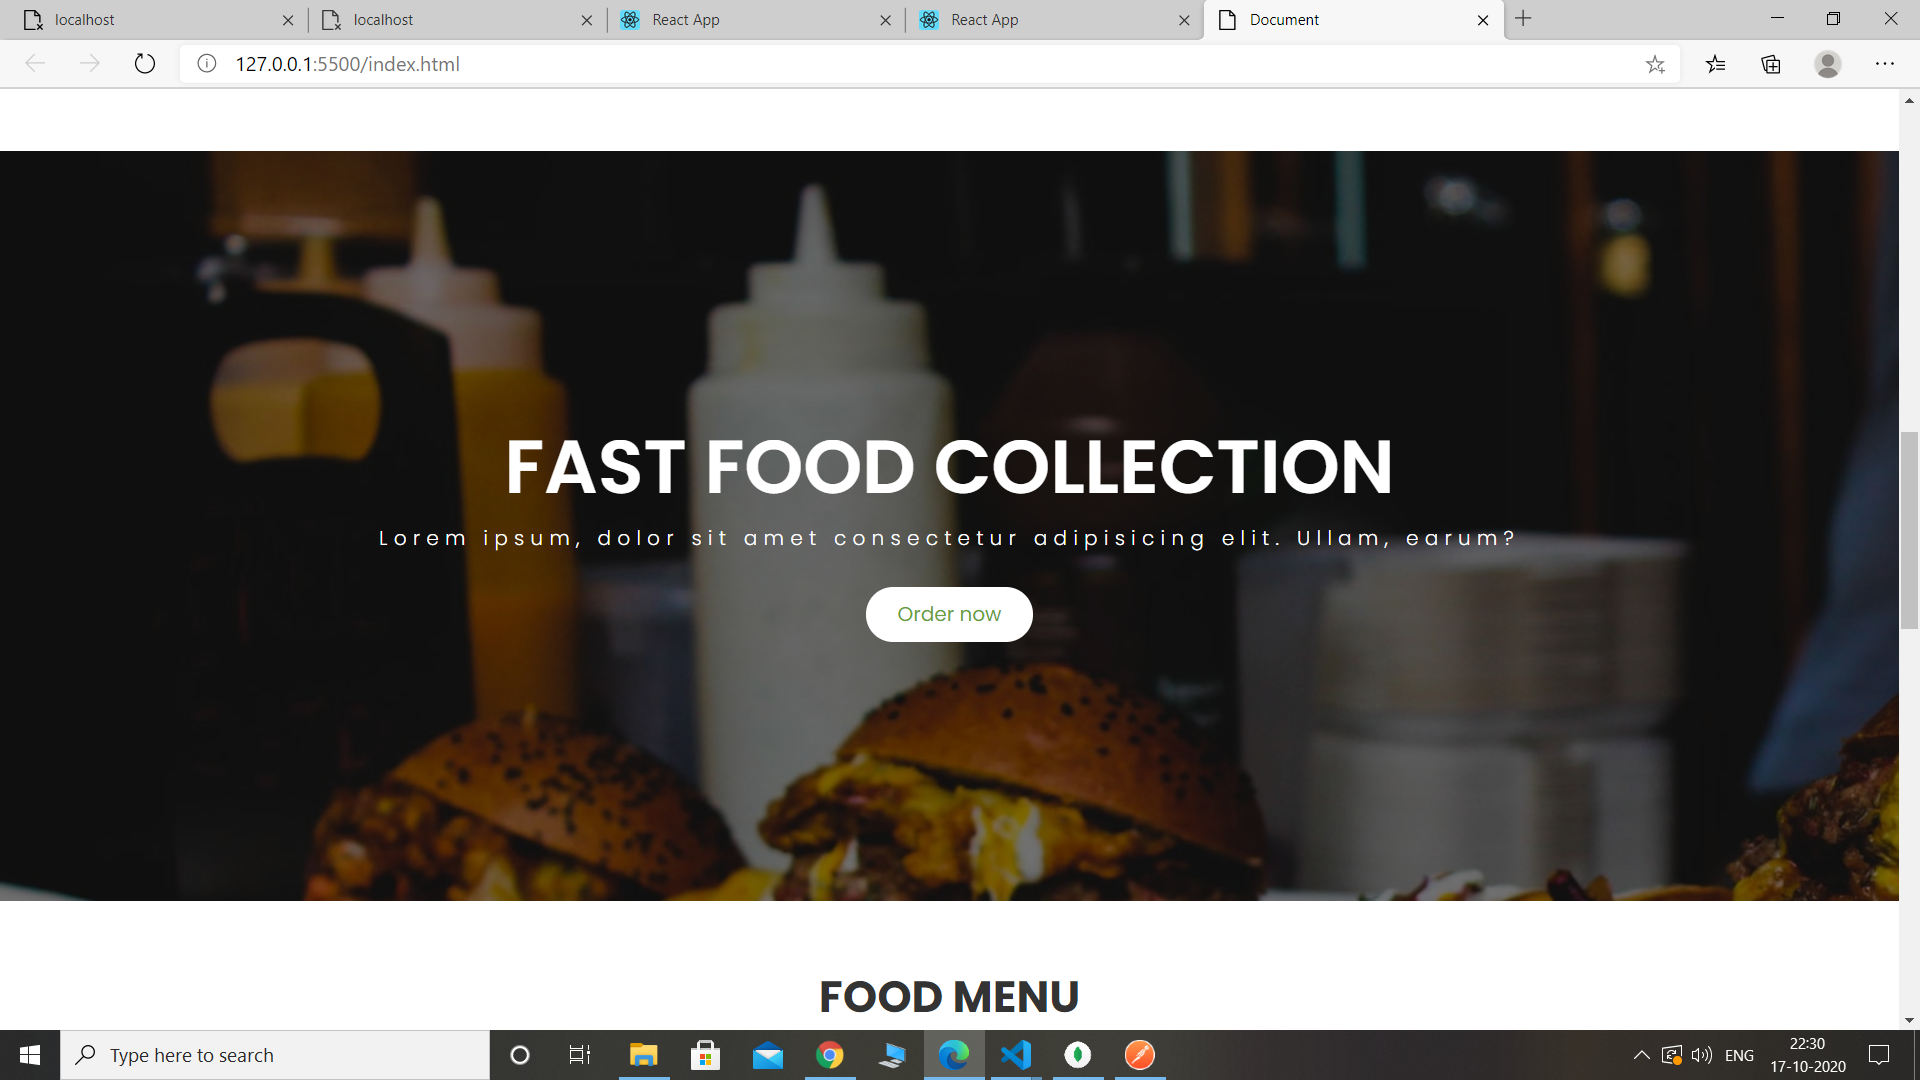 localhost
localhost
React App
React App
Document
127.0.0.1:5500/index.html
FAST FOOD COLLECTION
Lorem ipsum, dolor sit amet consectetur adipisicing elit. Ullam, earum?
Order now
FOOD MENU
Type here to search
ENG
22:30
17-10-2020